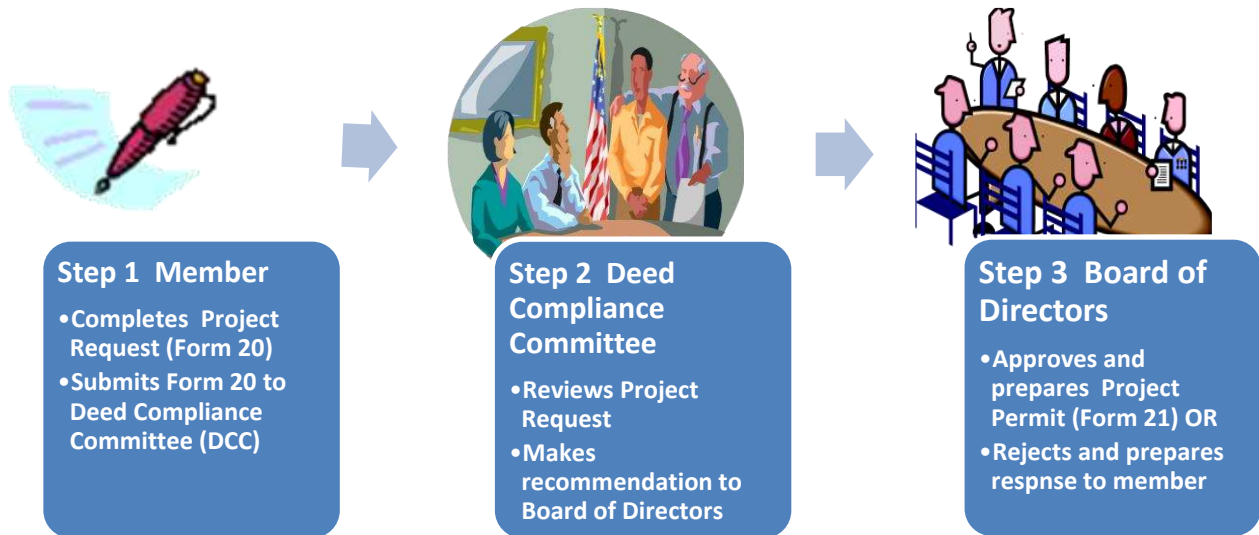 Step 1  Member
•Completes  Project
Request (Form 20)
•Submits Form 20 to
Deed Compliance
Committee (DCC)
Step 2  Deed
Compliance
Committee
•Reviews Project
Request
•Makes
recommendation to
Board of Directors
Step 3  Board of
Directors
•Approves and
prepares  Project
Permit (Form 21) OR
•Rejects and prepares
respnse to member